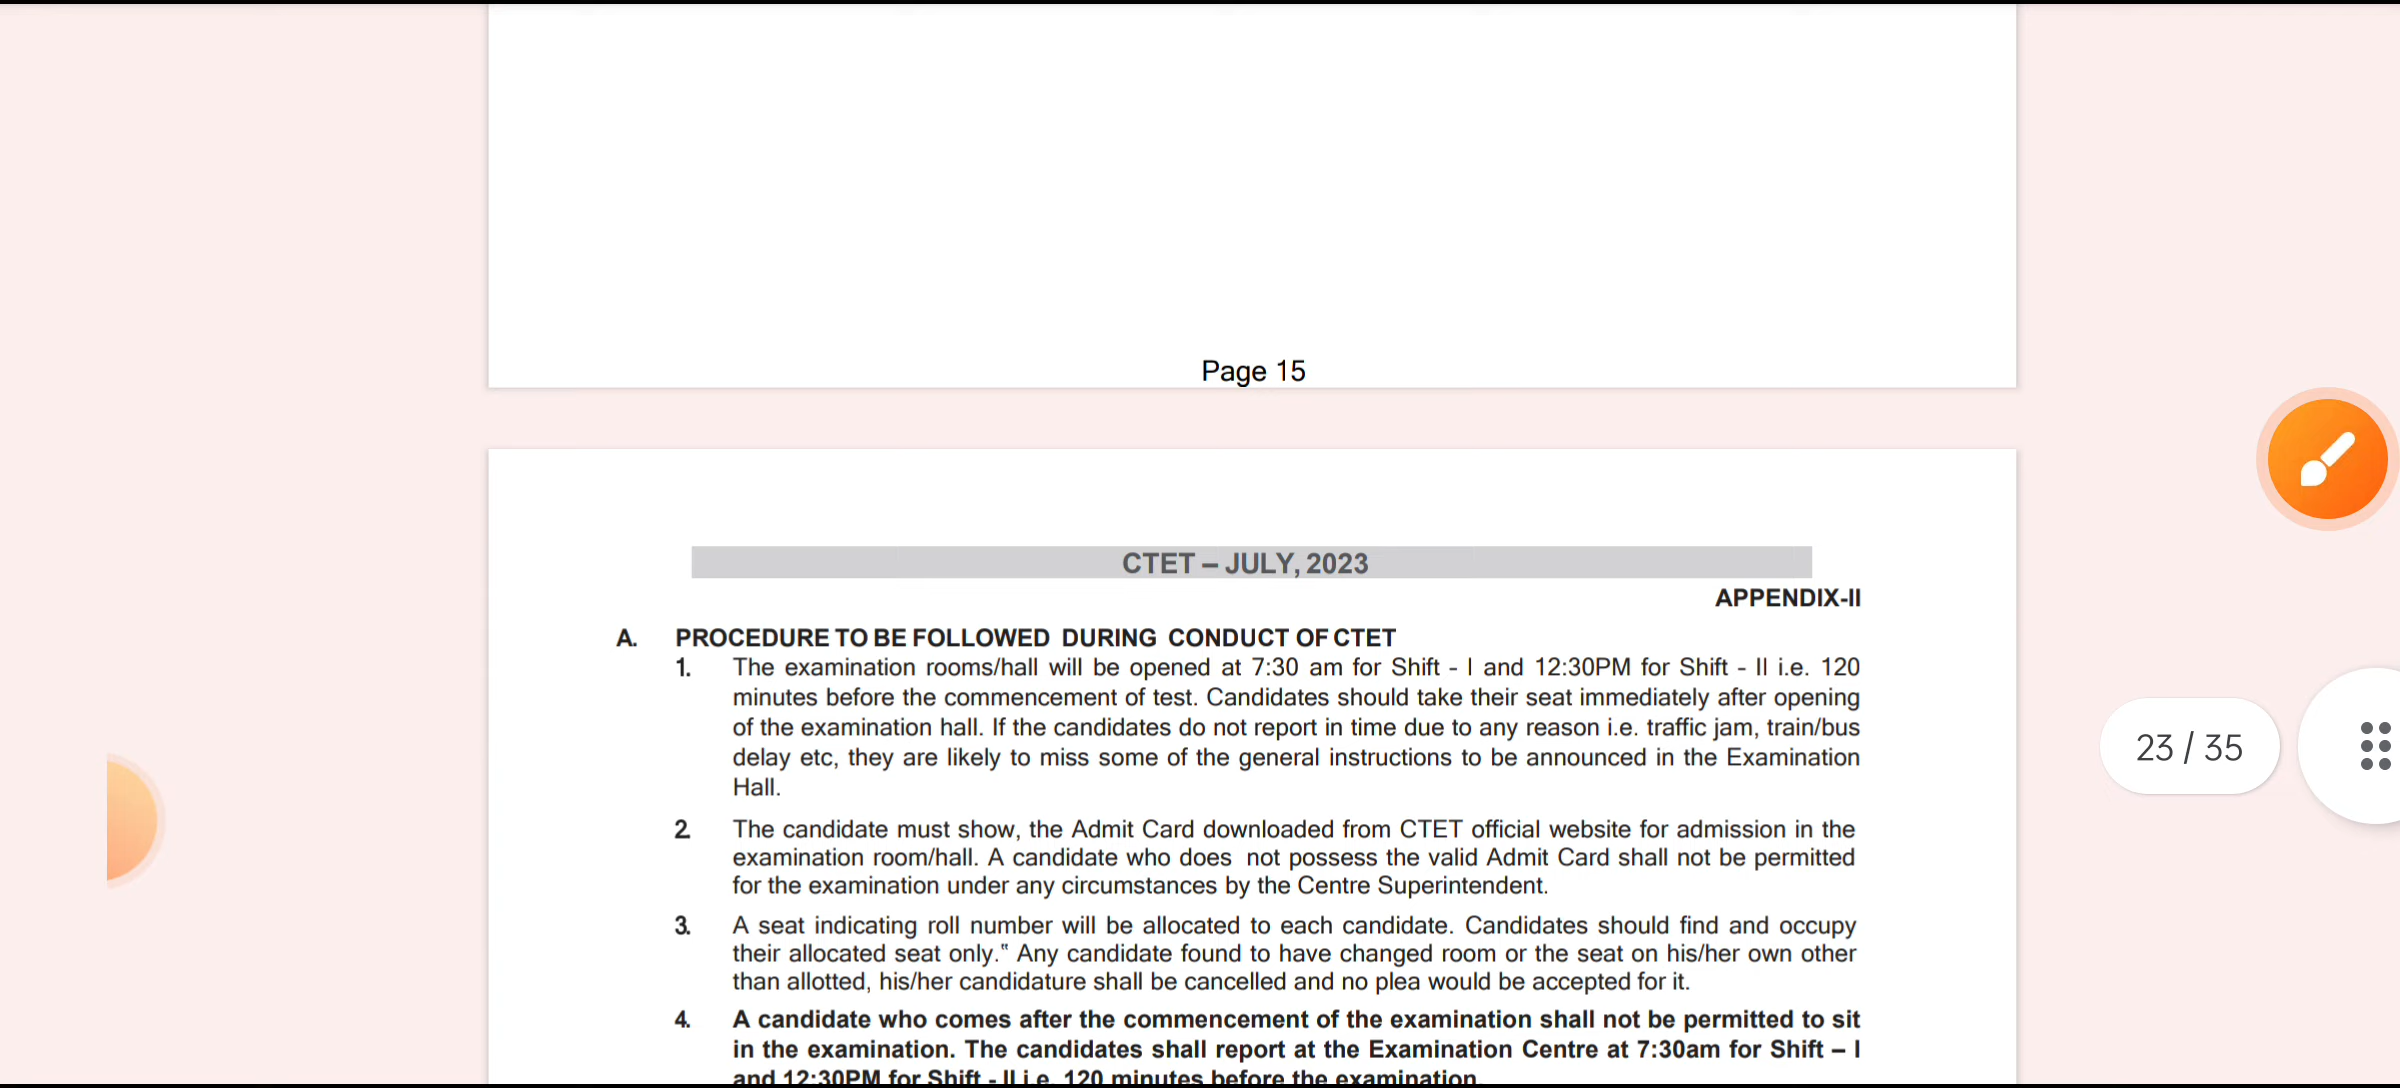 Page 15
CTET – JULY, 2023
APPENDIX-II
A. PROCEDURE TO BE FOLLOWED DURING CONDUCT OF CTET
1. The examination rooms/hall will be opened at 7:30 am for Shift - I and 12:30PM for Shift - II i.e. 120
minutes before the commencement of test. Candidates should take their seat immediately after opening
of the examination hall. If the candidates do not report in time due to any reason i.e. traffic jam, train/bus
delay etc, they are likely to miss some of the general instructions to be announced in the Examination
Hall.
23 / 35
2 The candidate must show, the Admit Card downloaded from CTET official website for admission in the
examination room/hall. A candidate who does not possess the valid Admit Card shall not be permitted
for the examination under any circumstances by the Centre Superintendent.
3. A seat indicating roll number will be allocated to each candidate. Candidates should find and occupy
their allocated seat only.‟ Any candidate found to have changed room or the seat on his/her own other
than allotted, his/her candidature shall be cancelled and no plea would be accepted for it.
4. A candidate who comes after the commencement of the examination shall not be permitted to sit
in the examination. The candidates shall report at the Examination Centre at 7:30am for Shift – I
and 12:30PM for Shift - II i.e. 120 minutes before the examination.